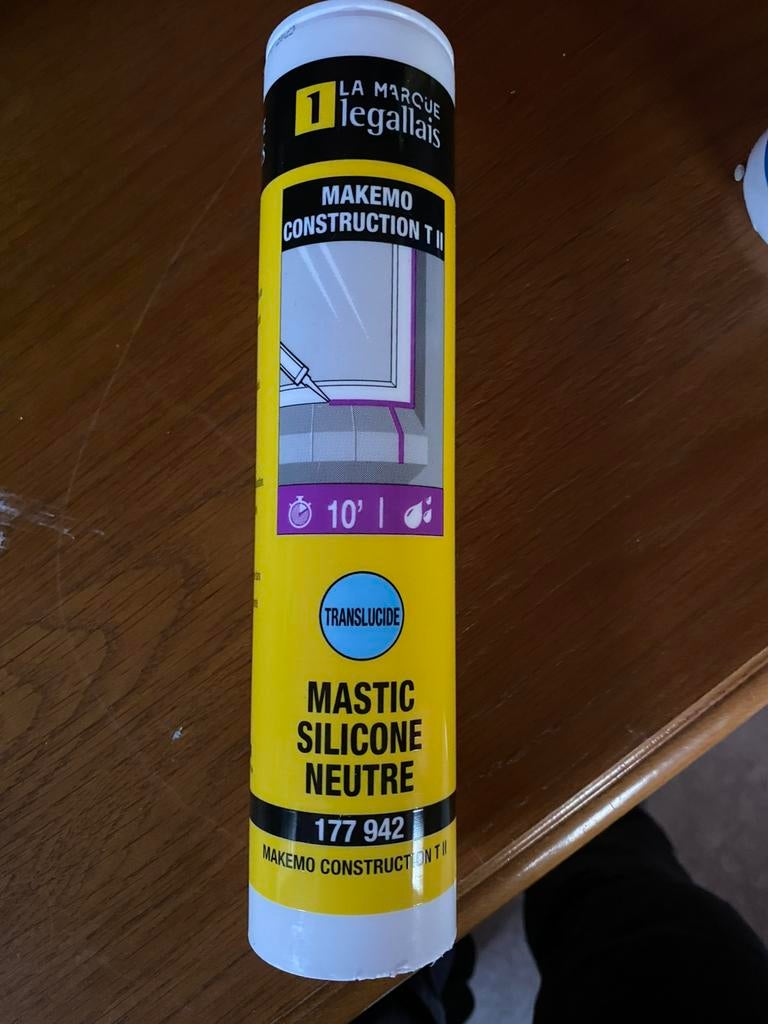 1 LA MARQUE
legallais
MAKEMO
CONSTRUCTION T II
10' |
TRANSLUCIDE
MASTIC
SILICONE
NEUTRE
177 942
MAKEMO CONSTRUCTION T II